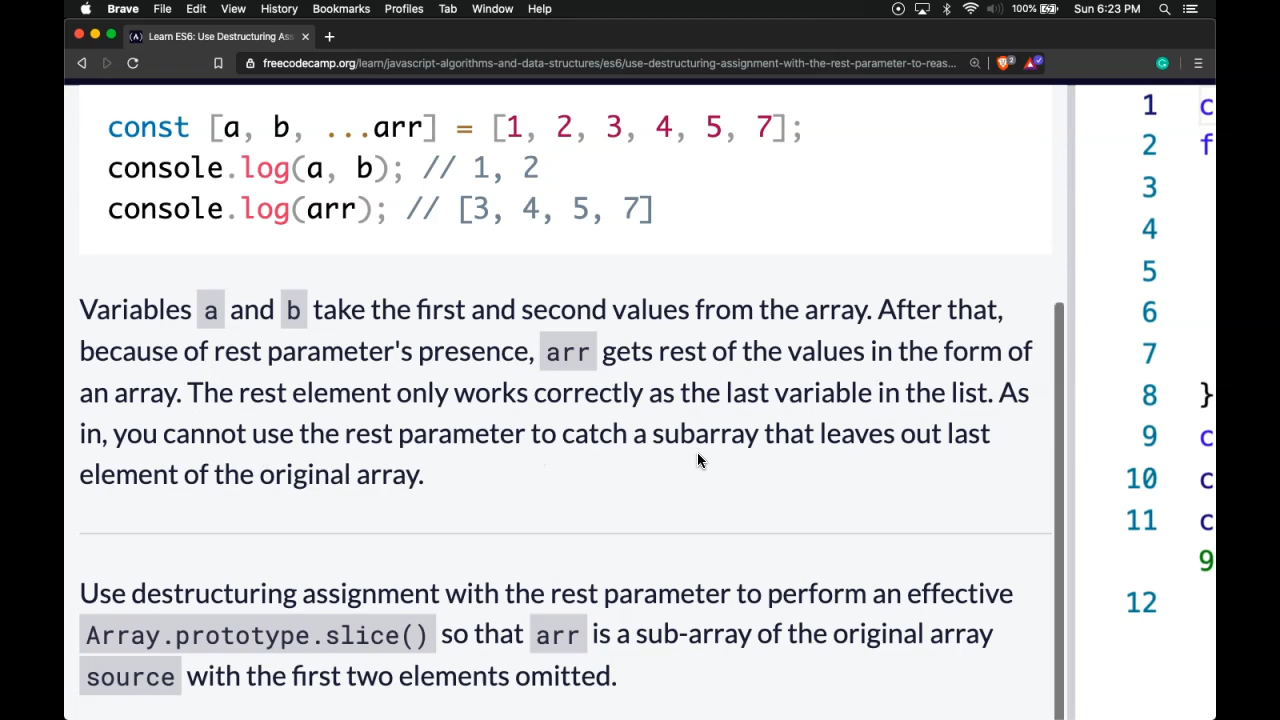 Brave File Edit View History Bookmarks Profiles Tab Window Help 100% Sun 6:23 PM
Learn ES6: Use Destructuring Ass
freecodecamp.org/learn/javascript-algorithms-and-data-structures/es6/use-destructuring-assignment-with-the-rest-parameter-to-reas...
const [a, b, ...arr] = [1, 2, 3, 4, 5, 7];
console.log(a, b); // 1, 2
console.log(arr); // [3, 4, 5, 7]
Variables a and b take the first and second values from the array. After that,
because of rest parameter's presence, arr gets rest of the values in the form of
an array. The rest element only works correctly as the last variable in the list. As
in, you cannot use the rest parameter to catch a subarray that leaves out last
element of the original array.
Use destructuring assignment with the rest parameter to perform an effective
Array.prototype.slice() so that arr is a sub-array of the original array
source with the first two elements omitted.
1 c
2 f
3
4
5
6
7
8 }
9 c
10 c
11 c
9
12